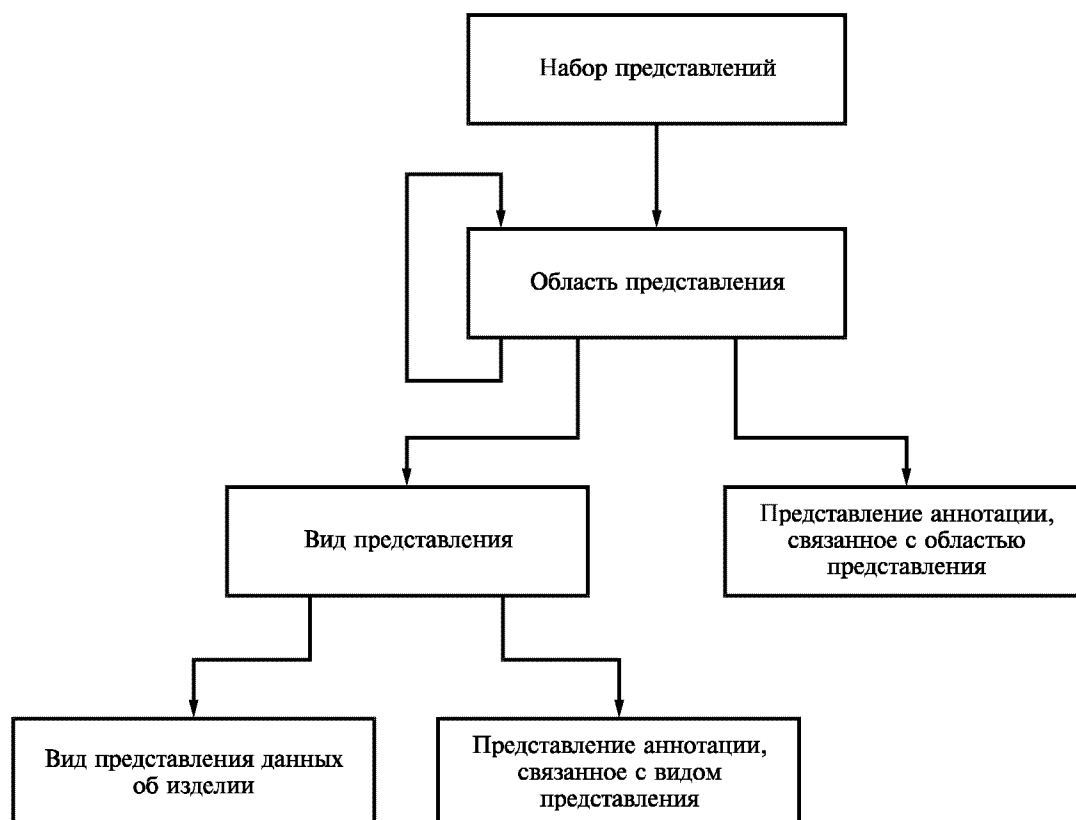 Набор представлений
Область представления
Вид представления
Представление аннотации,
связанное с областью
представления
Вид представления данных
об изделии
Представление аннотации,
связанное с видом
представления